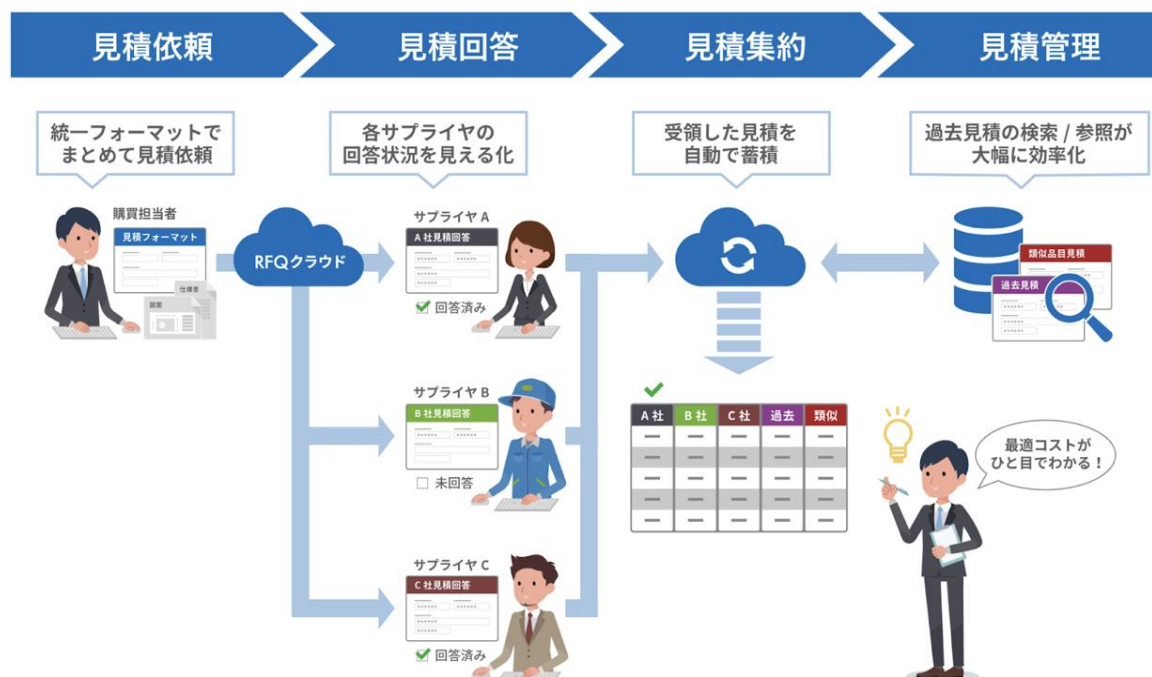 見積依頼
見積回答
見積集約
見積管理
統一フォーマットで
まとめて見積依頼
各サプライヤの
回答状況を見える化
受領した見積を
自動で蓄積
過去見積の検索 / 参照が
大幅に効率化
購買担当者
見積フォーマット
仕様書
図面
RFQクラウド
サプライヤ A
A 社見積回答
回答済み
サプライヤ B
B 社見積回答
未回答
サプライヤ C
C 社見積回答
回答済み
類似品目見積
過去見積
A 社 B 社 C 社 過去 類似
最適コストが
ひと目でわかる！